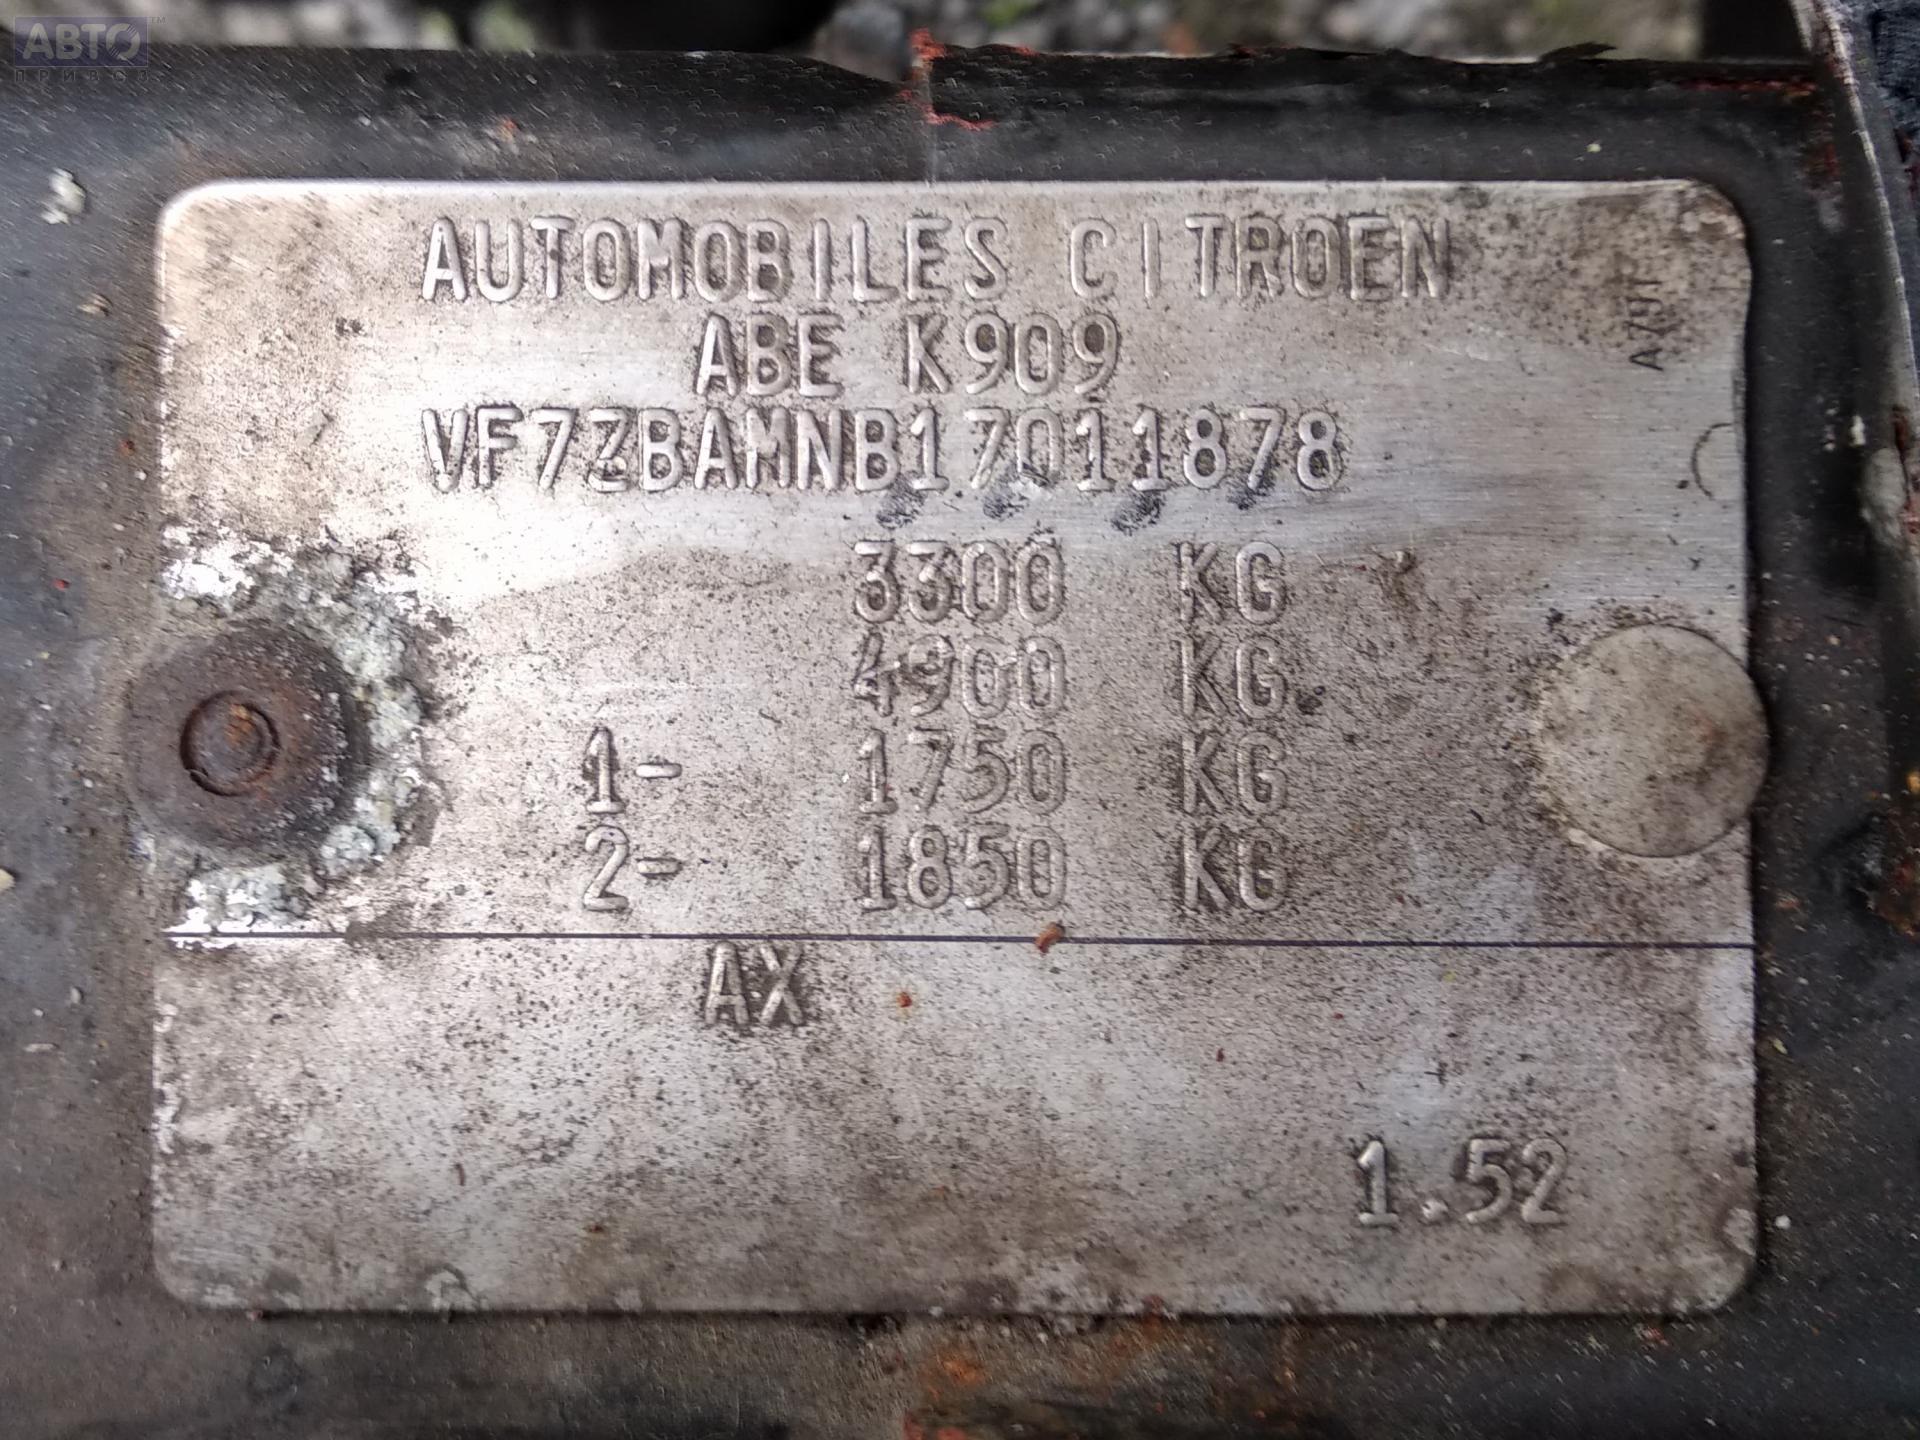 АВТО™
ПРИВОЗ
AUTOMOBILES CITROEN
ABE K909
VF7ZBAMNB17011878
3300 KG
4900 KG
1- 1750 KG
2- 1850 KG
AX
1.52